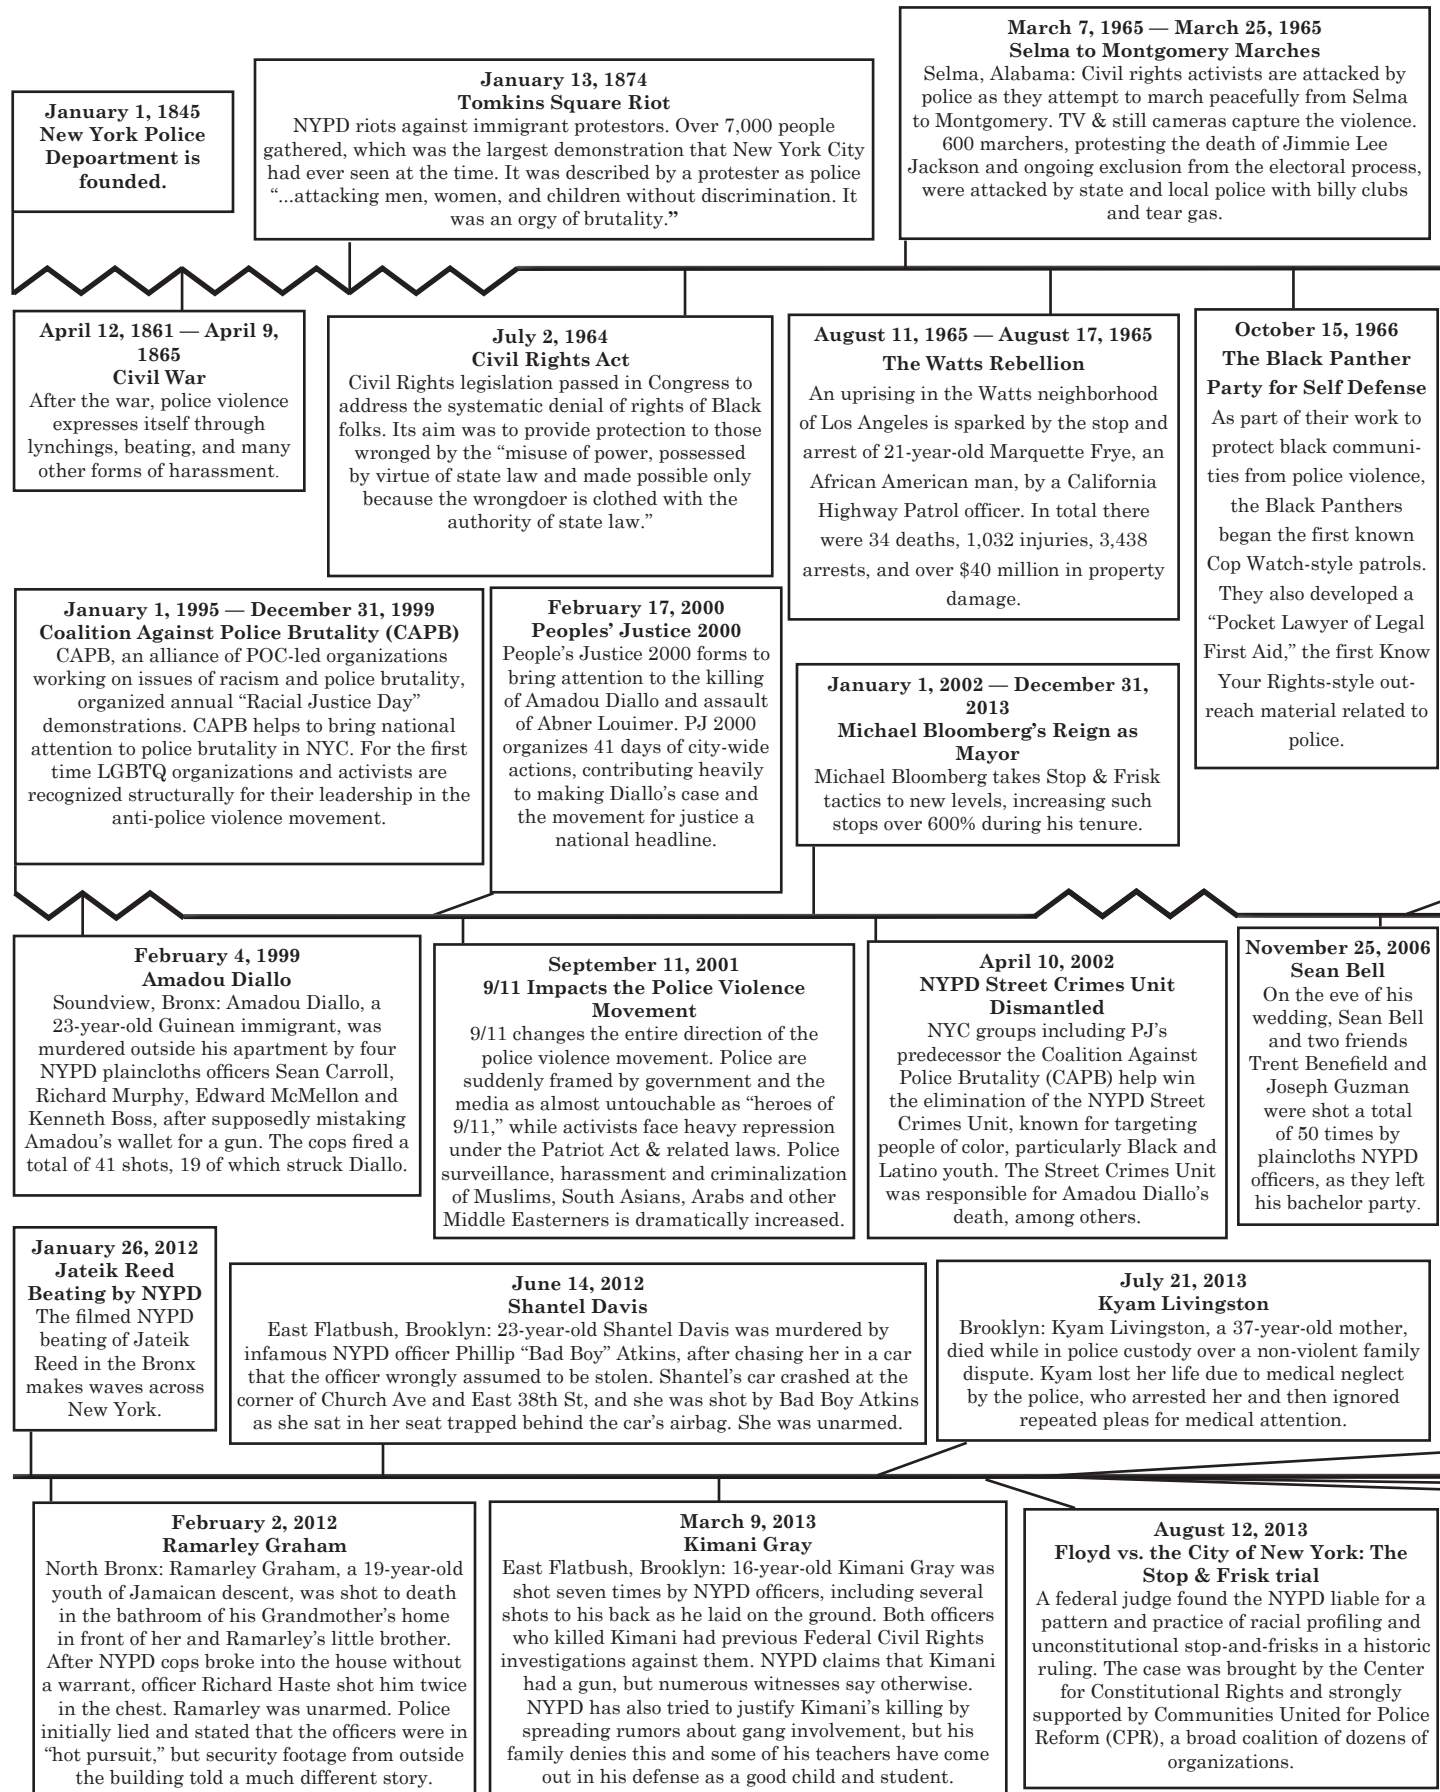 January 1, 1845
New York Police
Depoartment is
founded.
January 13, 1874
Tomkins Square Riot
NYPD riots against immigrant protestors. Over 7,000 people
gathered, which was the largest demonstration that New York City
had ever seen at the time. It was described by a protester as police
“...attacking men, women, and children without discrimination. It
was an orgy of brutality.”
March 7, 1965 — March 25, 1965
Selma to Montgomery Marches
Selma, Alabama: Civil rights activists are attacked by
police as they attempt to march peacefully from Selma
to Montgomery. TV & still cameras capture the violence.
600 marchers, protesting the death of Jimmie Lee
Jackson and ongoing exclusion from the electoral process,
were attacked by state and local police with billy clubs
and tear gas.
April 12, 1861 — April 9,
1865
Civil War
After the war, police violence
expresses itself through
lynchings, beating, and many
other forms of harassment.
July 2, 1964
Civil Rights Act
Civil Rights legislation passed in Congress to
address the systematic denial of rights of Black
folks. Its aim was to provide protection to those
wronged by the “misuse of power, possessed
by virtue of state law and made possible only
because the wrongdoer is clothed with the
authority of state law.”
August 11, 1965 — August 17, 1965
The Watts Rebellion
An uprising in the Watts neighborhood
of Los Angeles is sparked by the stop and
arrest of 21-year-old Marquette Frye, an
African American man, by a California
Highway Patrol officer. In total there
were 34 deaths, 1,032 injuries, 3,438
arrests, and over $40 million in property
damage.
October 15, 1966
The Black Panther
Party for Self Defense
As part of their work to
protect black communi-
ties from police violence,
the Black Panthers
began the first known
Cop Watch-style patrols.
They also developed a
“Pocket Lawyer of Legal
First Aid,” the first Know
Your Rights-style out-
reach material related to
police.
January 1, 1995 — December 31, 1999
Coalition Against Police Brutality (CAPB)
CAPB, an alliance of POC-led organizations
working on issues of racism and police brutality,
organized annual “Racial Justice Day”
demonstrations. CAPB helps to bring national
attention to police brutality in NYC. For the first
time LGBTQ organizations and activists are
recognized structurally for their leadership in the
anti-police violence movement.
February 17, 2000
Peoples’ Justice 2000
People’s Justice 2000 forms to
bring attention to the killing
of Amadou Diallo and assault
of Abner Louimer. PJ 2000
organizes 41 days of city-wide
actions, contributing heavily
to making Diallo’s case and
the movement for justice a
national headline.
January 1, 2002 — December 31,
2013
Michael Bloomberg’s Reign as
Mayor
Michael Bloomberg takes Stop & Frisk
tactics to new levels, increasing such
stops over 600% during his tenure.
February 4, 1999
Amadou Diallo
Soundview, Bronx: Amadou Diallo, a
23-year-old Guinean immigrant, was
murdered outside his apartment by four
NYPD plaincloths officers Sean Carroll,
Richard Murphy, Edward McMellon and
Kenneth Boss, after supposedly mistaking
Amadou’s wallet for a gun. The cops fired a
total of 41 shots, 19 of which struck Diallo.
September 11, 2001
9/11 Impacts the Police Violence
Movement
9/11 changes the entire direction of the
police violence movement. Police are
suddenly framed by government and the
media as almost untouchable as “heroes of
9/11,” while activists face heavy repression
under the Patriot Act & related laws. Police
surveillance, harassment and criminalization
of Muslims, South Asians, Arabs and other
Middle Easterners is dramatically increased.
April 10, 2002
NYPD Street Crimes Unit
Dismantled
NYC groups including PJ’s
predecessor the Coalition Against
Police Brutality (CAPB) help win
the elimination of the NYPD Street
Crimes Unit, known for targeting
people of color, particularly Black and
Latino youth. The Street Crimes Unit
was responsible for Amadou Diallo’s
death, among others.
November 25, 2006
Sean Bell
On the eve of his
wedding, Sean Bell
and two friends
Trent Benefield and
Joseph Guzman
were shot a total
of 50 times by
plaincloths NYPD
officers, as they left
his bachelor party.
January 26, 2012
Jateik Reed
Beating by NYPD
The filmed NYPD
beating of Jateik
Reed in the Bronx
makes waves across
New York.
June 14, 2012
Shantel Davis
East Flatbush, Brooklyn: 23-year-old Shantel Davis was murdered by
infamous NYPD officer Phillip “Bad Boy” Atkins, after chasing her in a car
that the officer wrongly assumed to be stolen. Shantel’s car crashed at the
corner of Church Ave and East 38th St, and she was shot by Bad Boy Atkins
as she sat in her seat trapped behind the car’s airbag. She was unarmed.
July 21, 2013
Kyam Livingston
Brooklyn: Kyam Livingston, a 37-year-old mother,
died while in police custody over a non-violent family
dispute. Kyam lost her life due to medical neglect
by the police, who arrested her and then ignored
repeated pleas for medical attention.
February 2, 2012
Ramarley Graham
North Bronx: Ramarley Graham, a 19-year-old
youth of Jamaican descent, was shot to death
in the bathroom of his Grandmother’s home
in front of her and Ramarley’s little brother.
After NYPD cops broke into the house without
a warrant, officer Richard Haste shot him twice
in the chest. Ramarley was unarmed. Police
initially lied and stated that the officers were in
“hot pursuit,” but security footage from outside
the building told a much different story.
March 9, 2013
Kimani Gray
East Flatbush, Brooklyn: 16-year-old Kimani Gray was
shot seven times by NYPD officers, including several
shots to his back as he laid on the ground. Both officers
who killed Kimani had previous Federal Civil Rights
investigations against them. NYPD claims that Kimani
had a gun, but numerous witnesses say otherwise.
NYPD has also tried to justify Kimani’s killing by
spreading rumors about gang involvement, but his
family denies this and some of his teachers have come
out in his defense as a good child and student.
August 12, 2013
Floyd vs. the City of New York: The
Stop & Frisk trial
A federal judge found the NYPD liable for a
pattern and practice of racial profiling and
unconstitutional stop-and-frisks in a historic
ruling. The case was brought by the Center
for Constitutional Rights and strongly
supported by Communities United for Police
Reform (CPR), a broad coalition of dozens of
organizations.